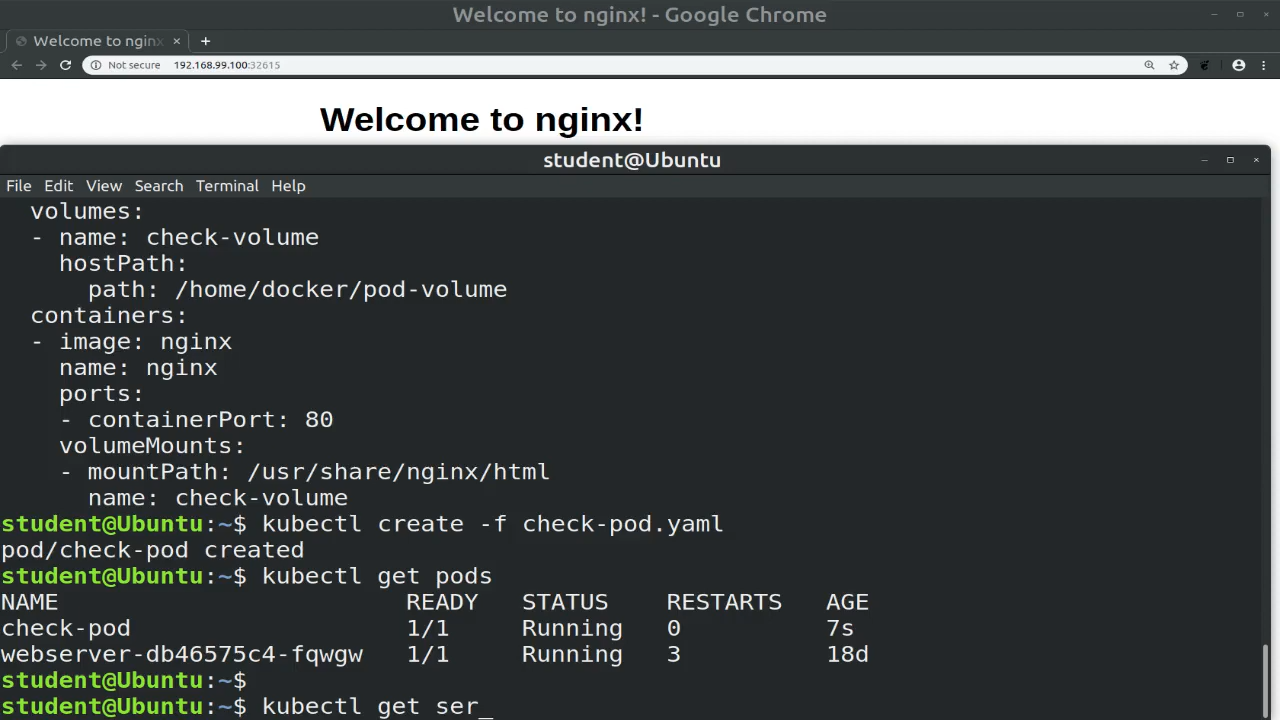 Welcome to nginx! - Google Chrome
Welcome to nginx
Not secure 192.168.99.100:32615
Welcome to nginx!
student@Ubuntu
File Edit View Search Terminal Help
volumes:
- name: check-volume
hostPath:
path: /home/docker/pod-volume
containers:
- image: nginx
name: nginx
ports:
- containerPort: 80
volumeMounts:
- mountPath: /usr/share/nginx/html
name: check-volume
student@Ubuntu:~$ kubectl create -f check-pod.yaml
pod/check-pod created
student@Ubuntu:~$ kubectl get pods
NAME READY STATUS RESTARTS AGE
check-pod 1/1 Running 0 7s
webserver-db46575c4-fqwgw 1/1 Running 3 18d
student@Ubuntu:~$
student@Ubuntu:~$ kubectl get ser_